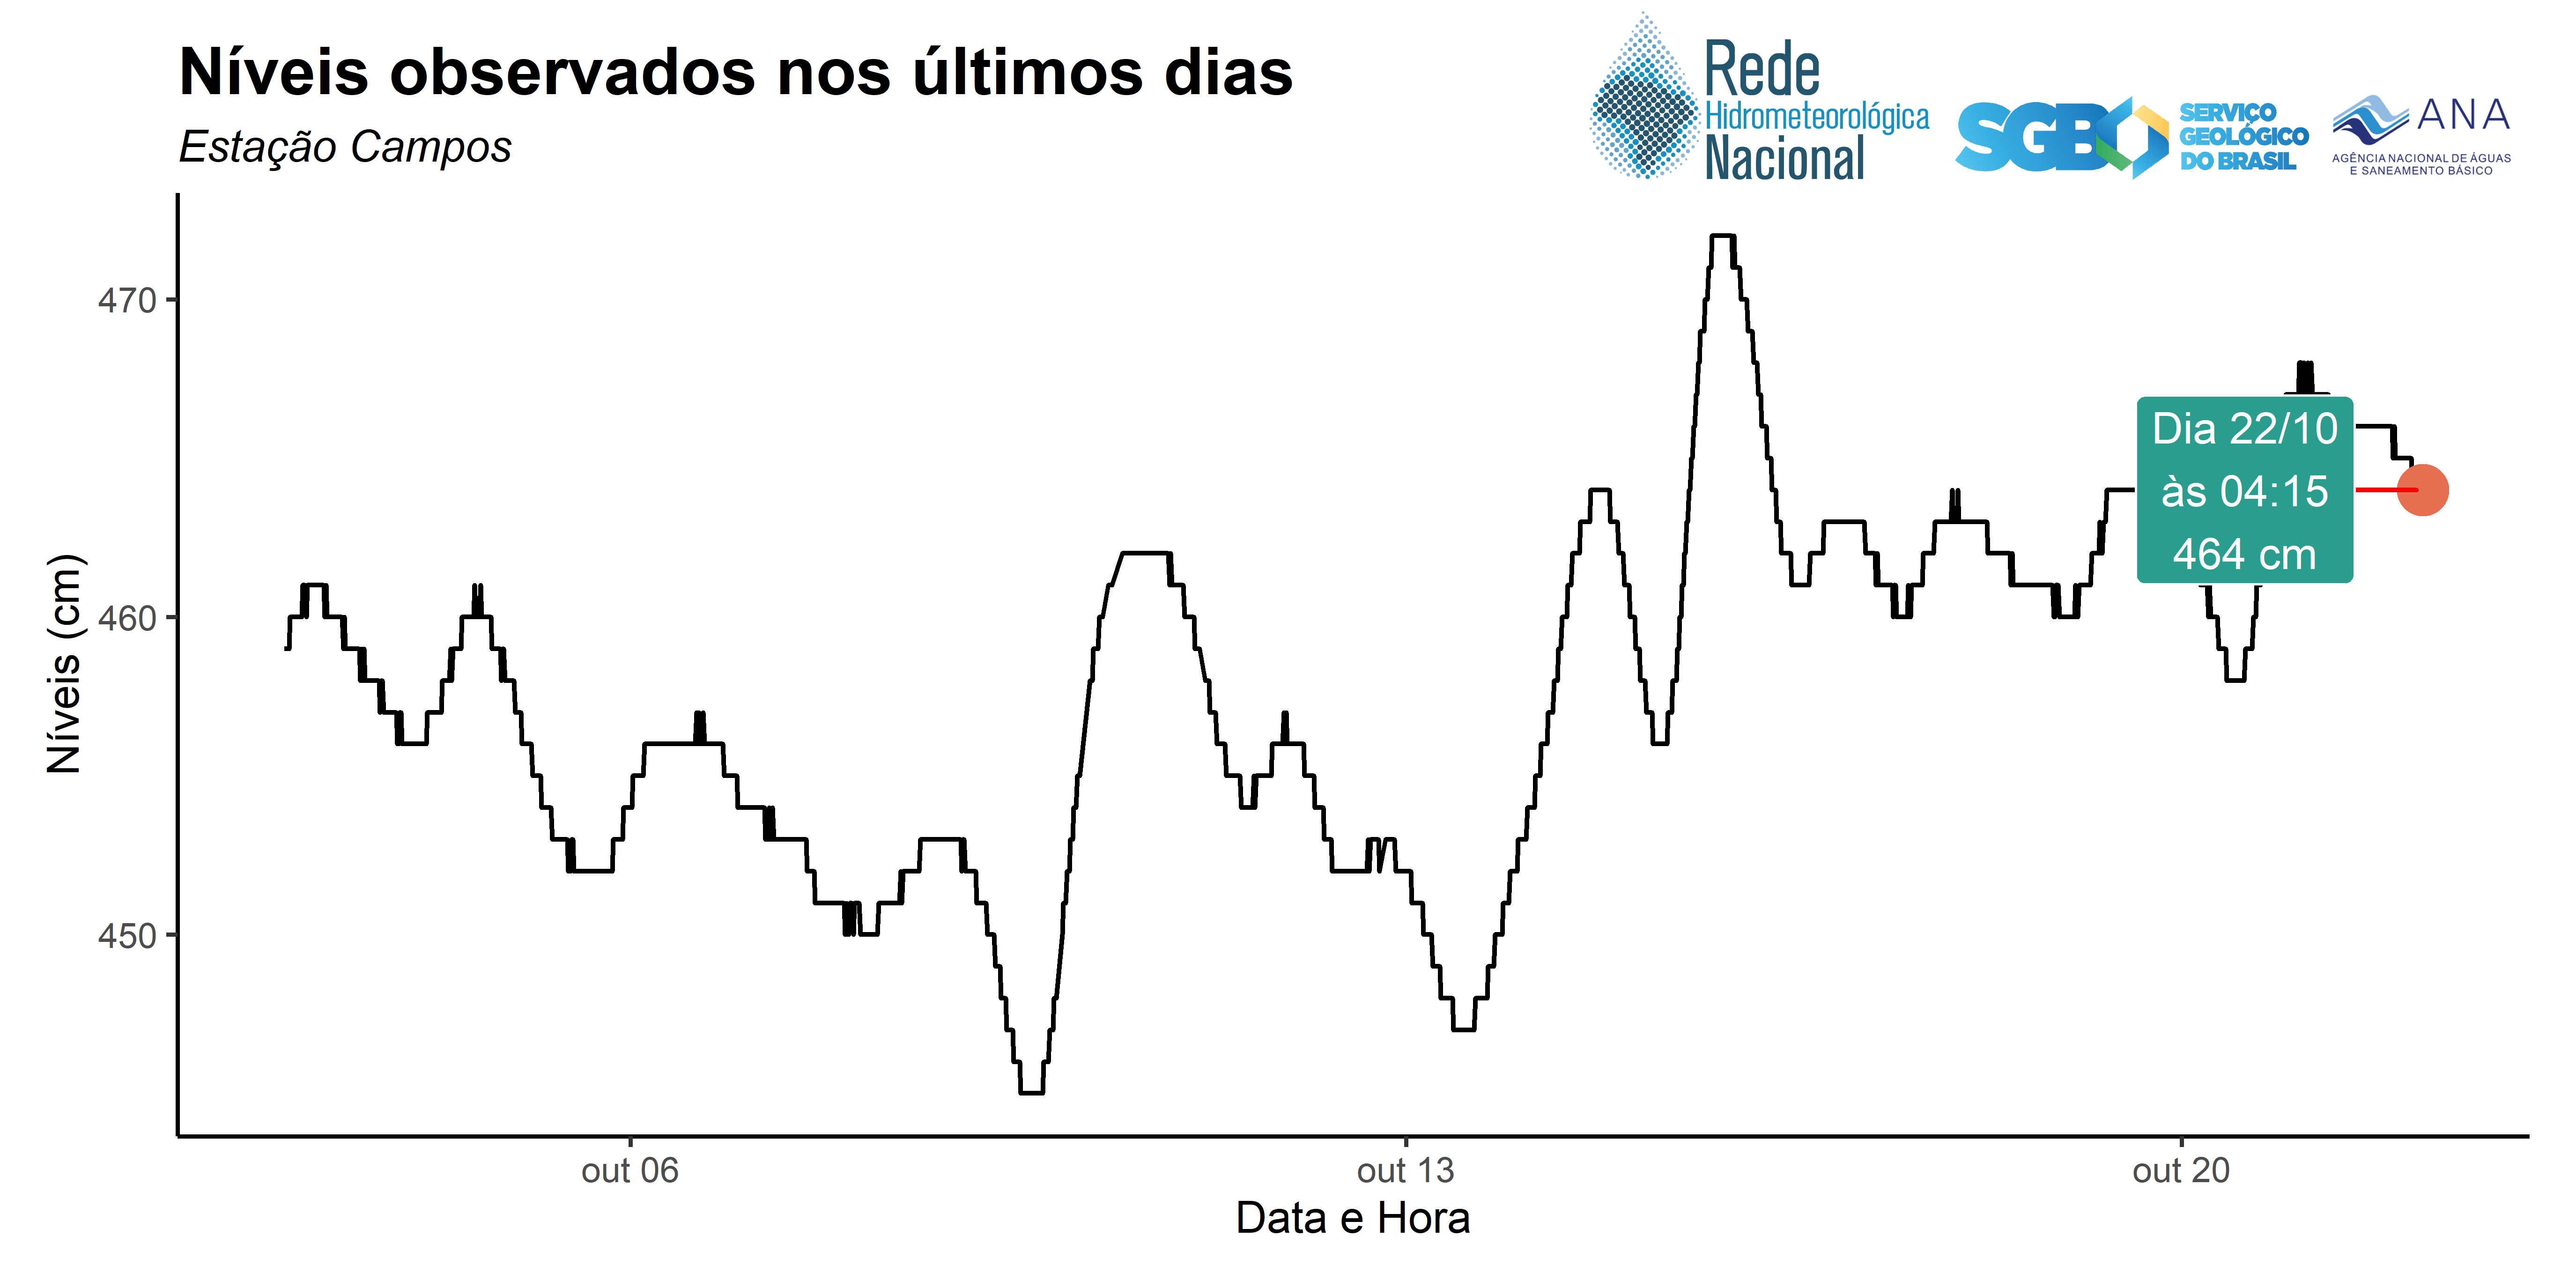 Níveis observados nos últimos dias
Estação Campos
Rede
Hidrometeorológica
Nacional
SGB
SERVIÇO
GEOLÓGICO
DO BRASIL
ANA
AGÊNCIA NACIONAL DE ÁGUAS
E SANEAMENTO BÁSICO
Níveis (cm)
470
460
450
Dia 22/10
às 04:15
464 cm
out 06
out 13
out 20
Data e Hora